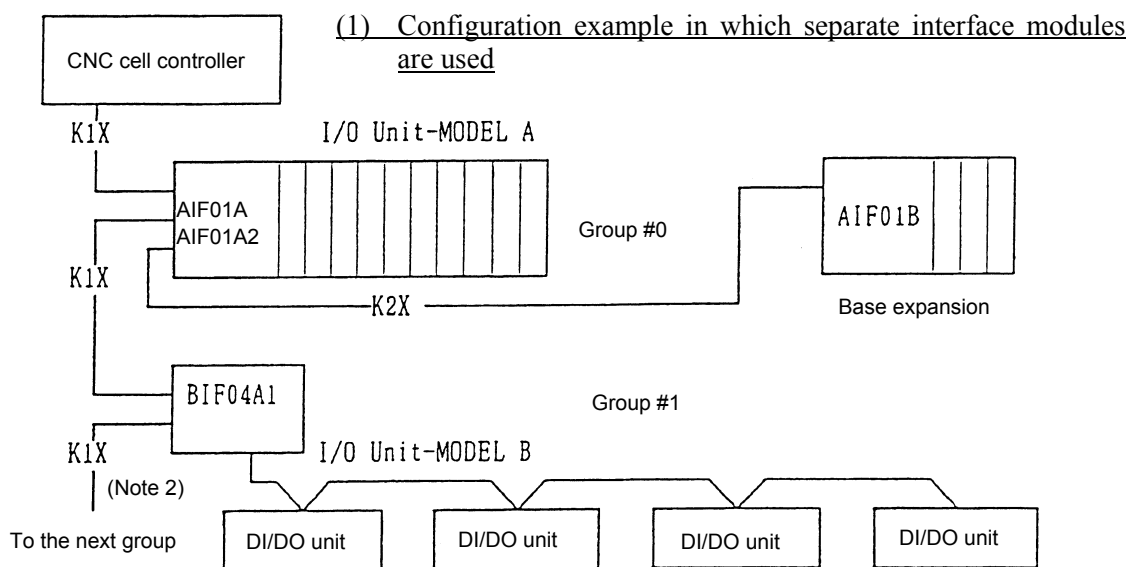 (1) Configuration example in which separate interface modules
are used
CNC cell controller
K1X
I/O Unit-MODEL A
AIF01A
AIF01A2
Group #0
AIF01B
K1X
K2X
Base expansion
BIF04A1
Group #1
K1X
I/O Unit-MODEL B
(Note 2)
To the next group
DI/DO unit
DI/DO unit
DI/DO unit
DI/DO unit